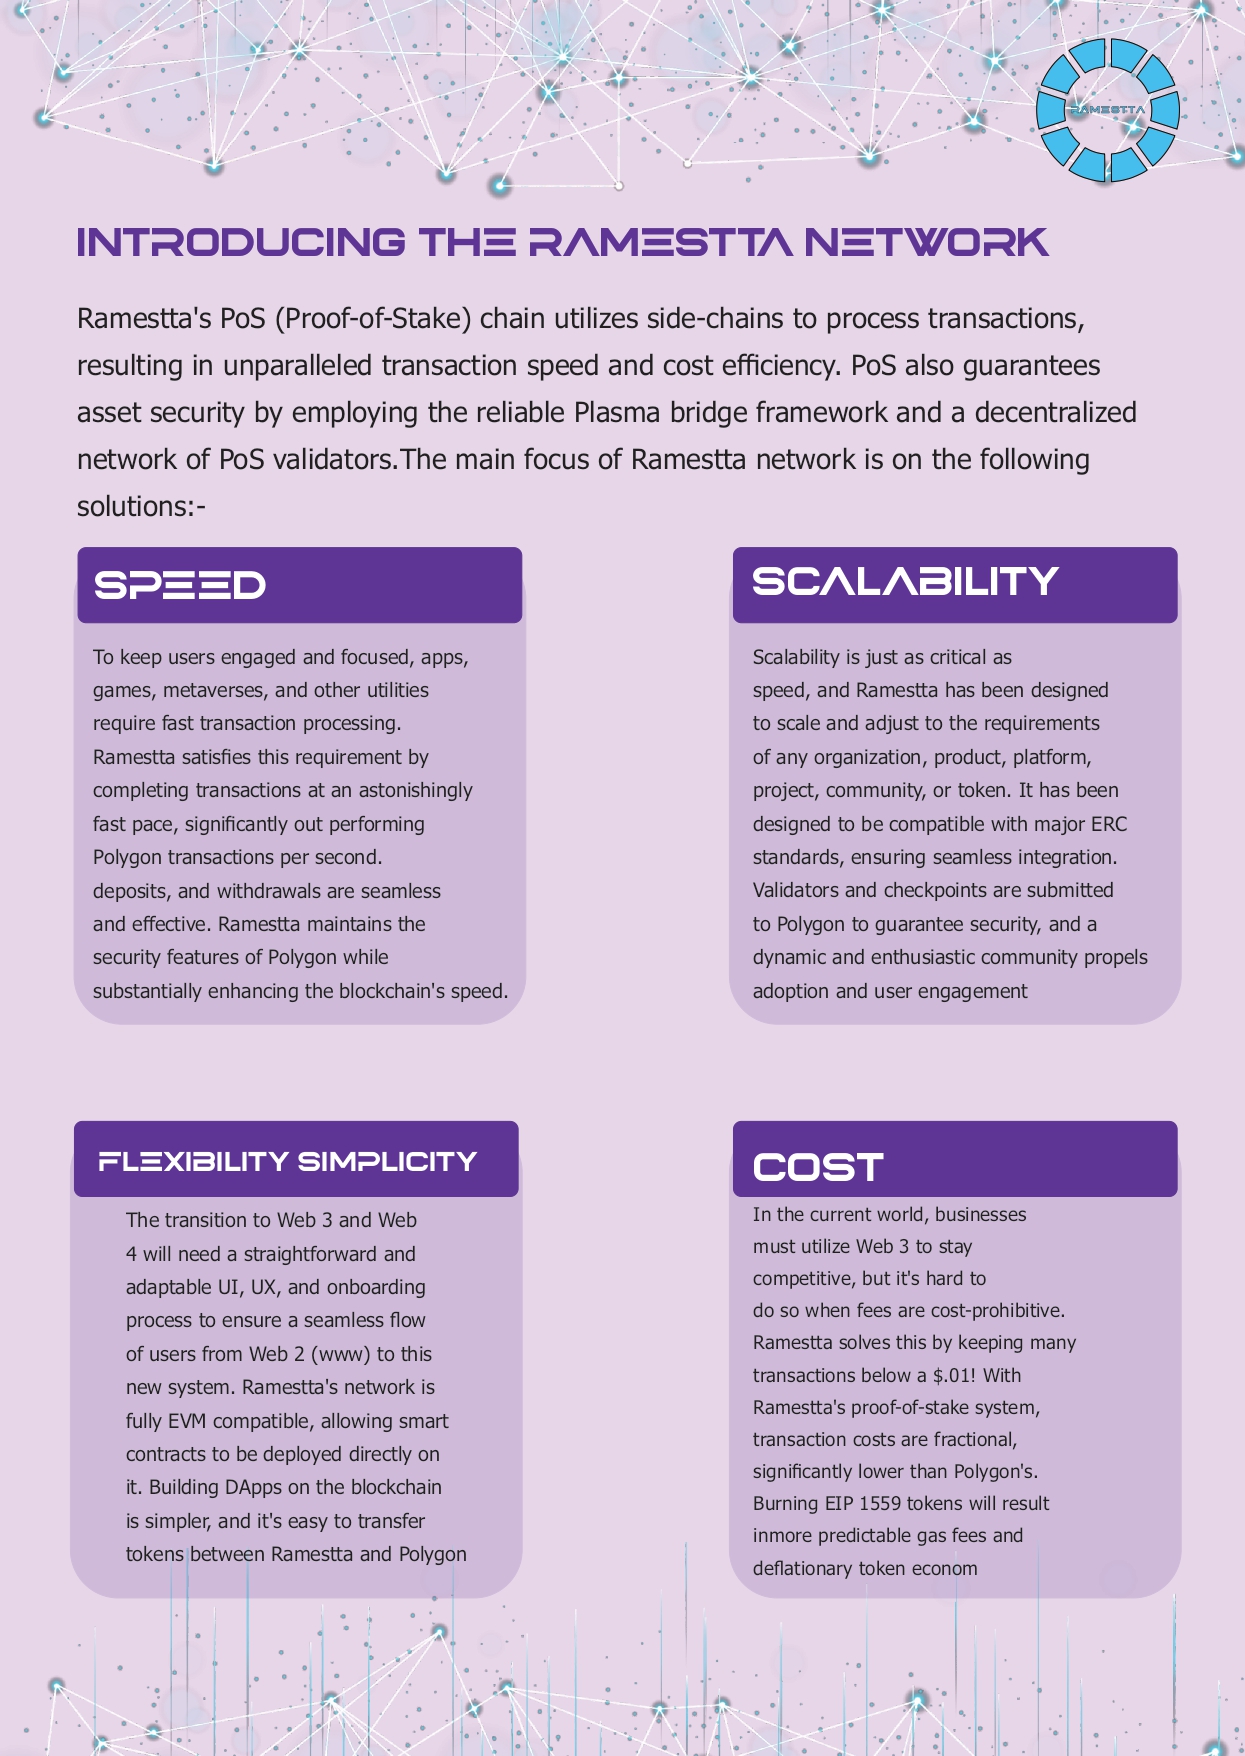 RAMESTTA
INTRODUCING THE RAMESTTA NETWORK
Ramestta's PoS (Proof-of-Stake) chain utilizes side-chains to process transactions,
resulting in unparalleled transaction speed and cost efficiency. PoS also guarantees
asset security by employing the reliable Plasma bridge framework and a decentralized
network of PoS validators.The main focus of Ramestta network is on the following
solutions:-
SPEED
To keep users engaged and focused, apps,
games, metaverses, and other utilities
require fast transaction processing.
Ramestta satisfies this requirement by
completing transactions at an astonishingly
fast pace, significantly out performing
Polygon transactions per second.
deposits, and withdrawals are seamless
and effective. Ramestta maintains the
security features of Polygon while
substantially enhancing the blockchain's speed.
SCALABILITY
Scalability is just as critical as
speed, and Ramestta has been designed
to scale and adjust to the requirements
of any organization, product, platform,
project, community, or token. It has been
designed to be compatible with major ERC
standards, ensuring seamless integration.
Validators and checkpoints are submitted
to Polygon to guarantee security, and a
dynamic and enthusiastic community propels
adoption and user engagement
FLEXIBILITY SIMPLICITY
The transition to Web 3 and Web
4 will need a straightforward and
adaptable UI, UX, and onboarding
process to ensure a seamless flow
of users from Web 2 (www) to this
new system. Ramestta's network is
fully EVM compatible, allowing smart
contracts to be deployed directly on
it. Building DApps on the blockchain
is simpler, and it's easy to transfer
tokens between Ramestta and Polygon
COST
In the current world, businesses
must utilize Web 3 to stay
competitive, but it's hard to
do so when fees are cost-prohibitive.
Ramestta solves this by keeping many
transactions below a $.01! With
Ramestta's proof-of-stake system,
transaction costs are fractional,
significantly lower than Polygon's.
Burning EIP 1559 tokens will result
inmore predictable gas fees and
deflationary token econom